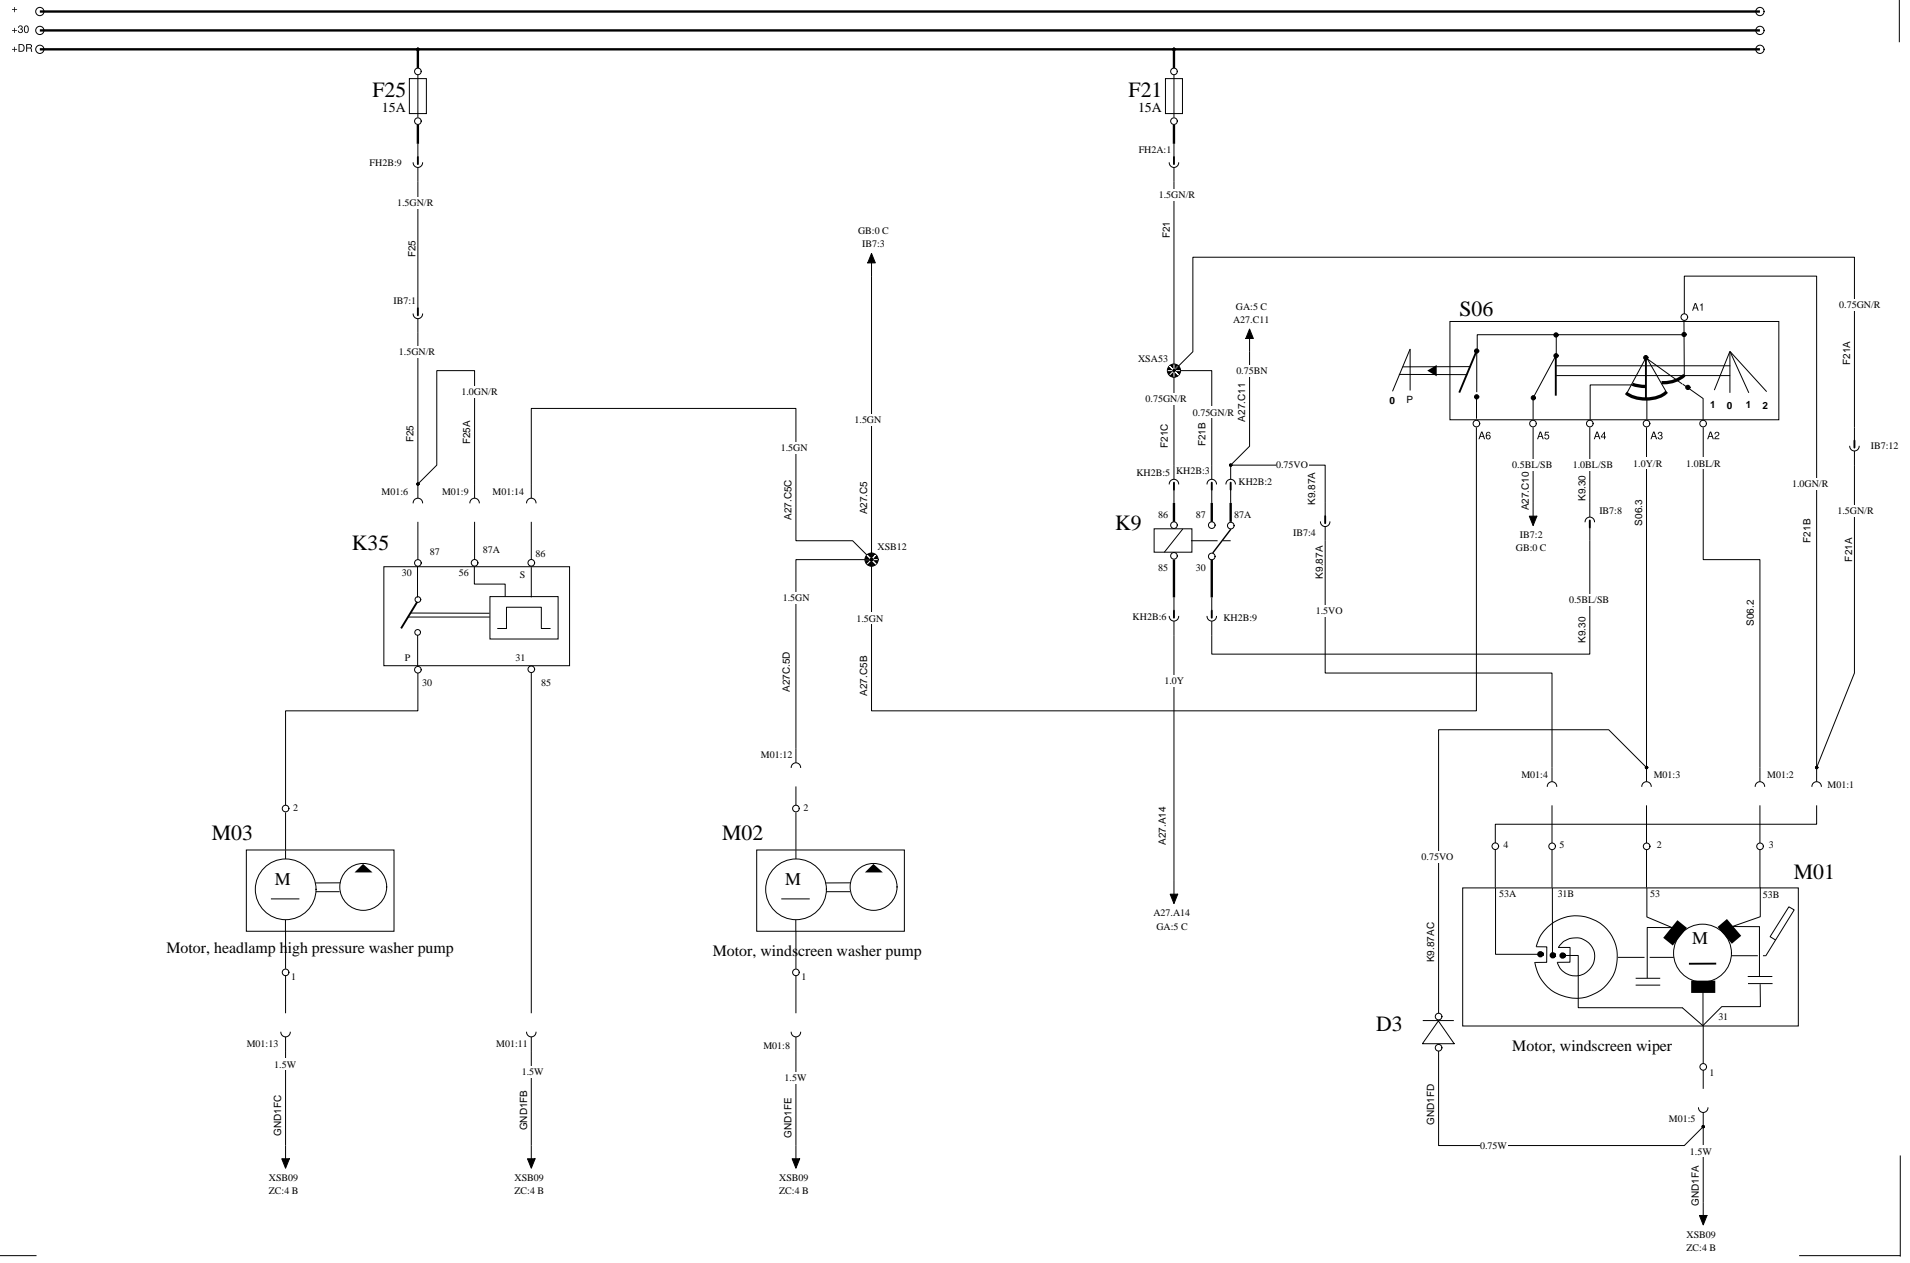 +
+30
+DR
F25
15A
F21
15A
FH2B:9
FH2A:1
1.5GN/R
1.5GN/R
F25
F21
GB:0 C
IB7:3
IB7:1
GA:5 C
A27.C11
S06
A1
0.75GN/R
1.5GN/R
XSA53
F21A
1.0GN/R
0.75BN
0.75GN/R
A27.C11
0 P
1 0 1 2
0.75GN/R
1.5GN
1.5GN
F25
F25A
F21C
F21B
A6
A5
A4
A3
A2
IB7:12
0.75VO
0.5BL/SB
1.0BL/SB
1.0Y/R
1.0BL/R
KH2B:5
KH2B:3
KH2B:2
M01:6
M01:9
M01:14
A27.C5C
A27.C5
K9.87A
A27.C10
K9.30
S06.3
1.0GN/R
F21B
1.5GN/R
F21A
86
87
87A
K9
IB7:4
IB7:8
IB7:2
GB:0 C
K35
87
87A
86
XSB12
30
56
S
85
30
K9.87A
1.5GN
1.5GN
1.5VO
0.5BL/SB
S06.2
KH2B:6
KH2B:9
K9.30
P
31
30
85
A27C.5D
A27.C5B
1.0Y
M01:12
M01:4
M01:3
M01:2
M01:1
2
2
M03
M02
A27.A14
4
5
2
3
0.75VO
M01
M
M
53A
31B
53
53B
A27.A14
GA:5 C
K9.87AC
M
Motor, headlamp high pressure washer pump
Motor, windscreen washer pump
1
1
D3
31
Motor, windscreen wiper
M01:13
M01:11
M01:8
1.5W
1.5W
1.5W
1
GND1FC
GND1FB
GND1FE
GND1FD
M01:5
0.75W
1.5W
XSB09
ZC:4 B
XSB09
ZC:4 B
XSB09
ZC:4 B
GND1FA
XSB09
ZC:4 B